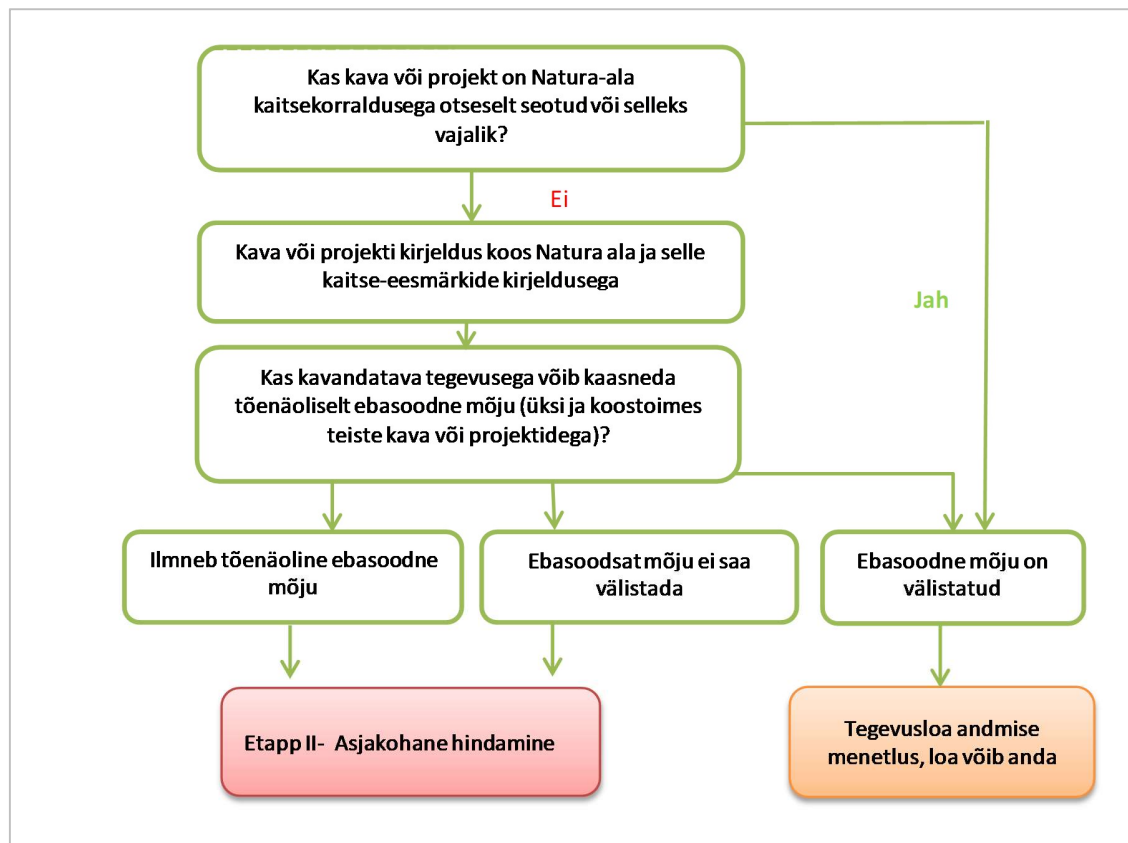 Kas kava või projekt on Natura-ala
kaitsekorraldusega otseselt seotud või selleks
vajalik?
Ei
Kava või projekti kirjeldus koos Natura ala ja selle
kaitse-eesmärkide kirjeldusega
Jah
Kas kavandatava tegevusega võib kaasneda
tõenäoliselt ebasoodne mõju (üksi ja koostoimes
teiste kava või projektidega)?
Ilmneb tõenäoline ebasoodne
mõju
Ebasoodsat mõju ei saa
välistada
Ebasoodne mõju on
välistatud
Etapp II- Asjakohane hindamine
Tegevusloa andmise
menetlus, loa võib anda